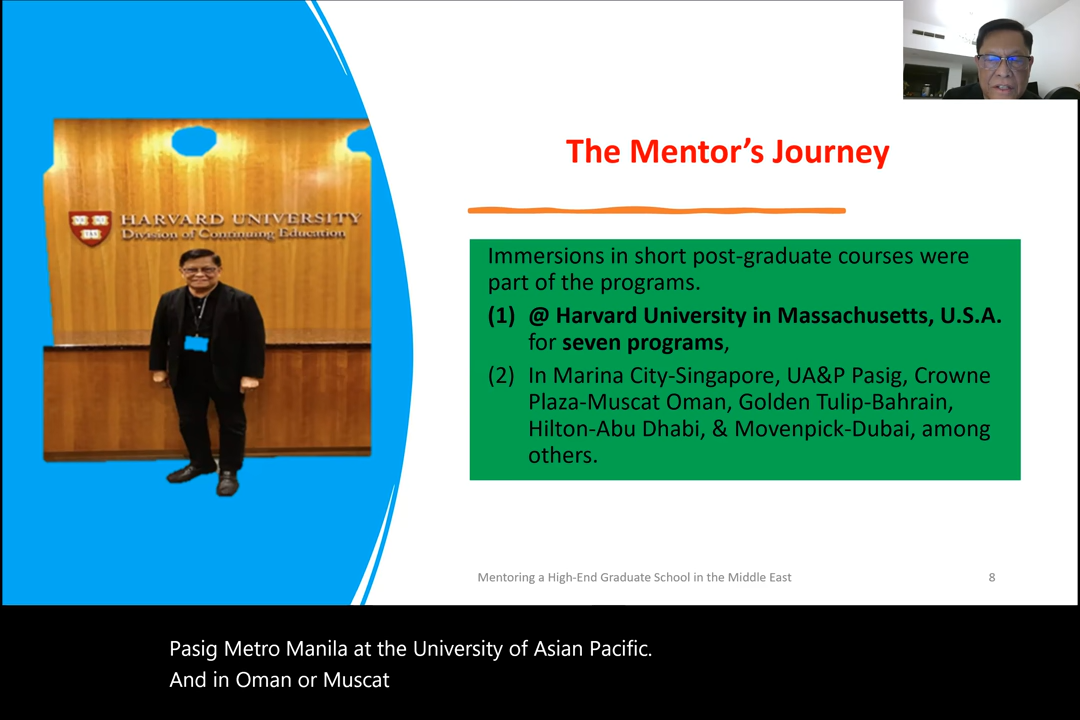 HARVARD UNIVERSITY
Division of Continuing Education
The Mentor’s Journey
Immersions in short post-graduate courses were
part of the programs.
(1) @ Harvard University in Massachusetts, U.S.A.
for seven programs,
(2) In Marina City-Singapore, UA&P Pasig, Crowne
Plaza-Muscat Oman, Golden Tulip-Bahrain,
Hilton-Abu Dhabi, & Movenpick-Dubai, among
others.
Mentoring a High-End Graduate School in the Middle East
8
Pasig Metro Manila at the University of Asian Pacific.
And in Oman or Muscat